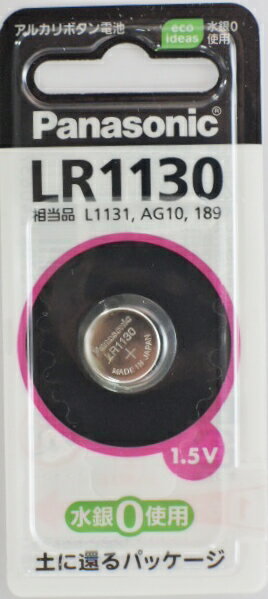 アルカリボタン電池
eco ideas
水銀0使用
Panasonic®
LR1130
相当品 L1131, AG10, 189
Panasonic
LR1130
+
MADE IN JAPAN
1.5V
水銀0使用
土に還るパッケージ